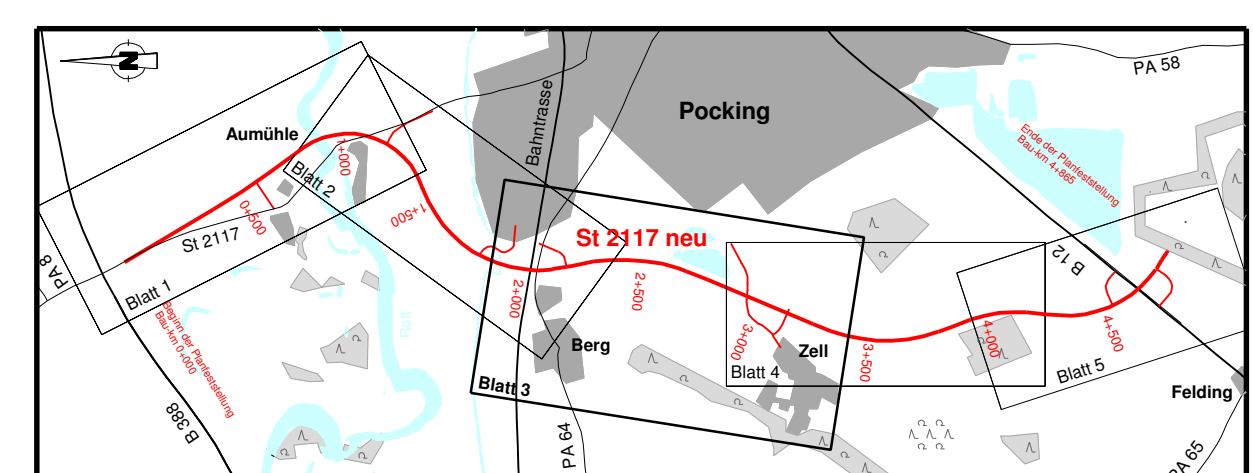 N
PA 58
Pocking
Aumühle
Bahntrasse
Ende der Planfeststellung
Bau-km 4+865
1+000
Blatt 2
0+500
1+500
St 2117
St 2117 neu
PA 8
B 12
Blatt 1
2+000
2+500
Beginn der Planfeststellung
Bau-km 0+000
Rott
3+000
4+000
4+500
Berg
Zell
3+500
Blatt 4
Blatt 5
Blatt 3
Felding
B 388
PA 64
PA 65